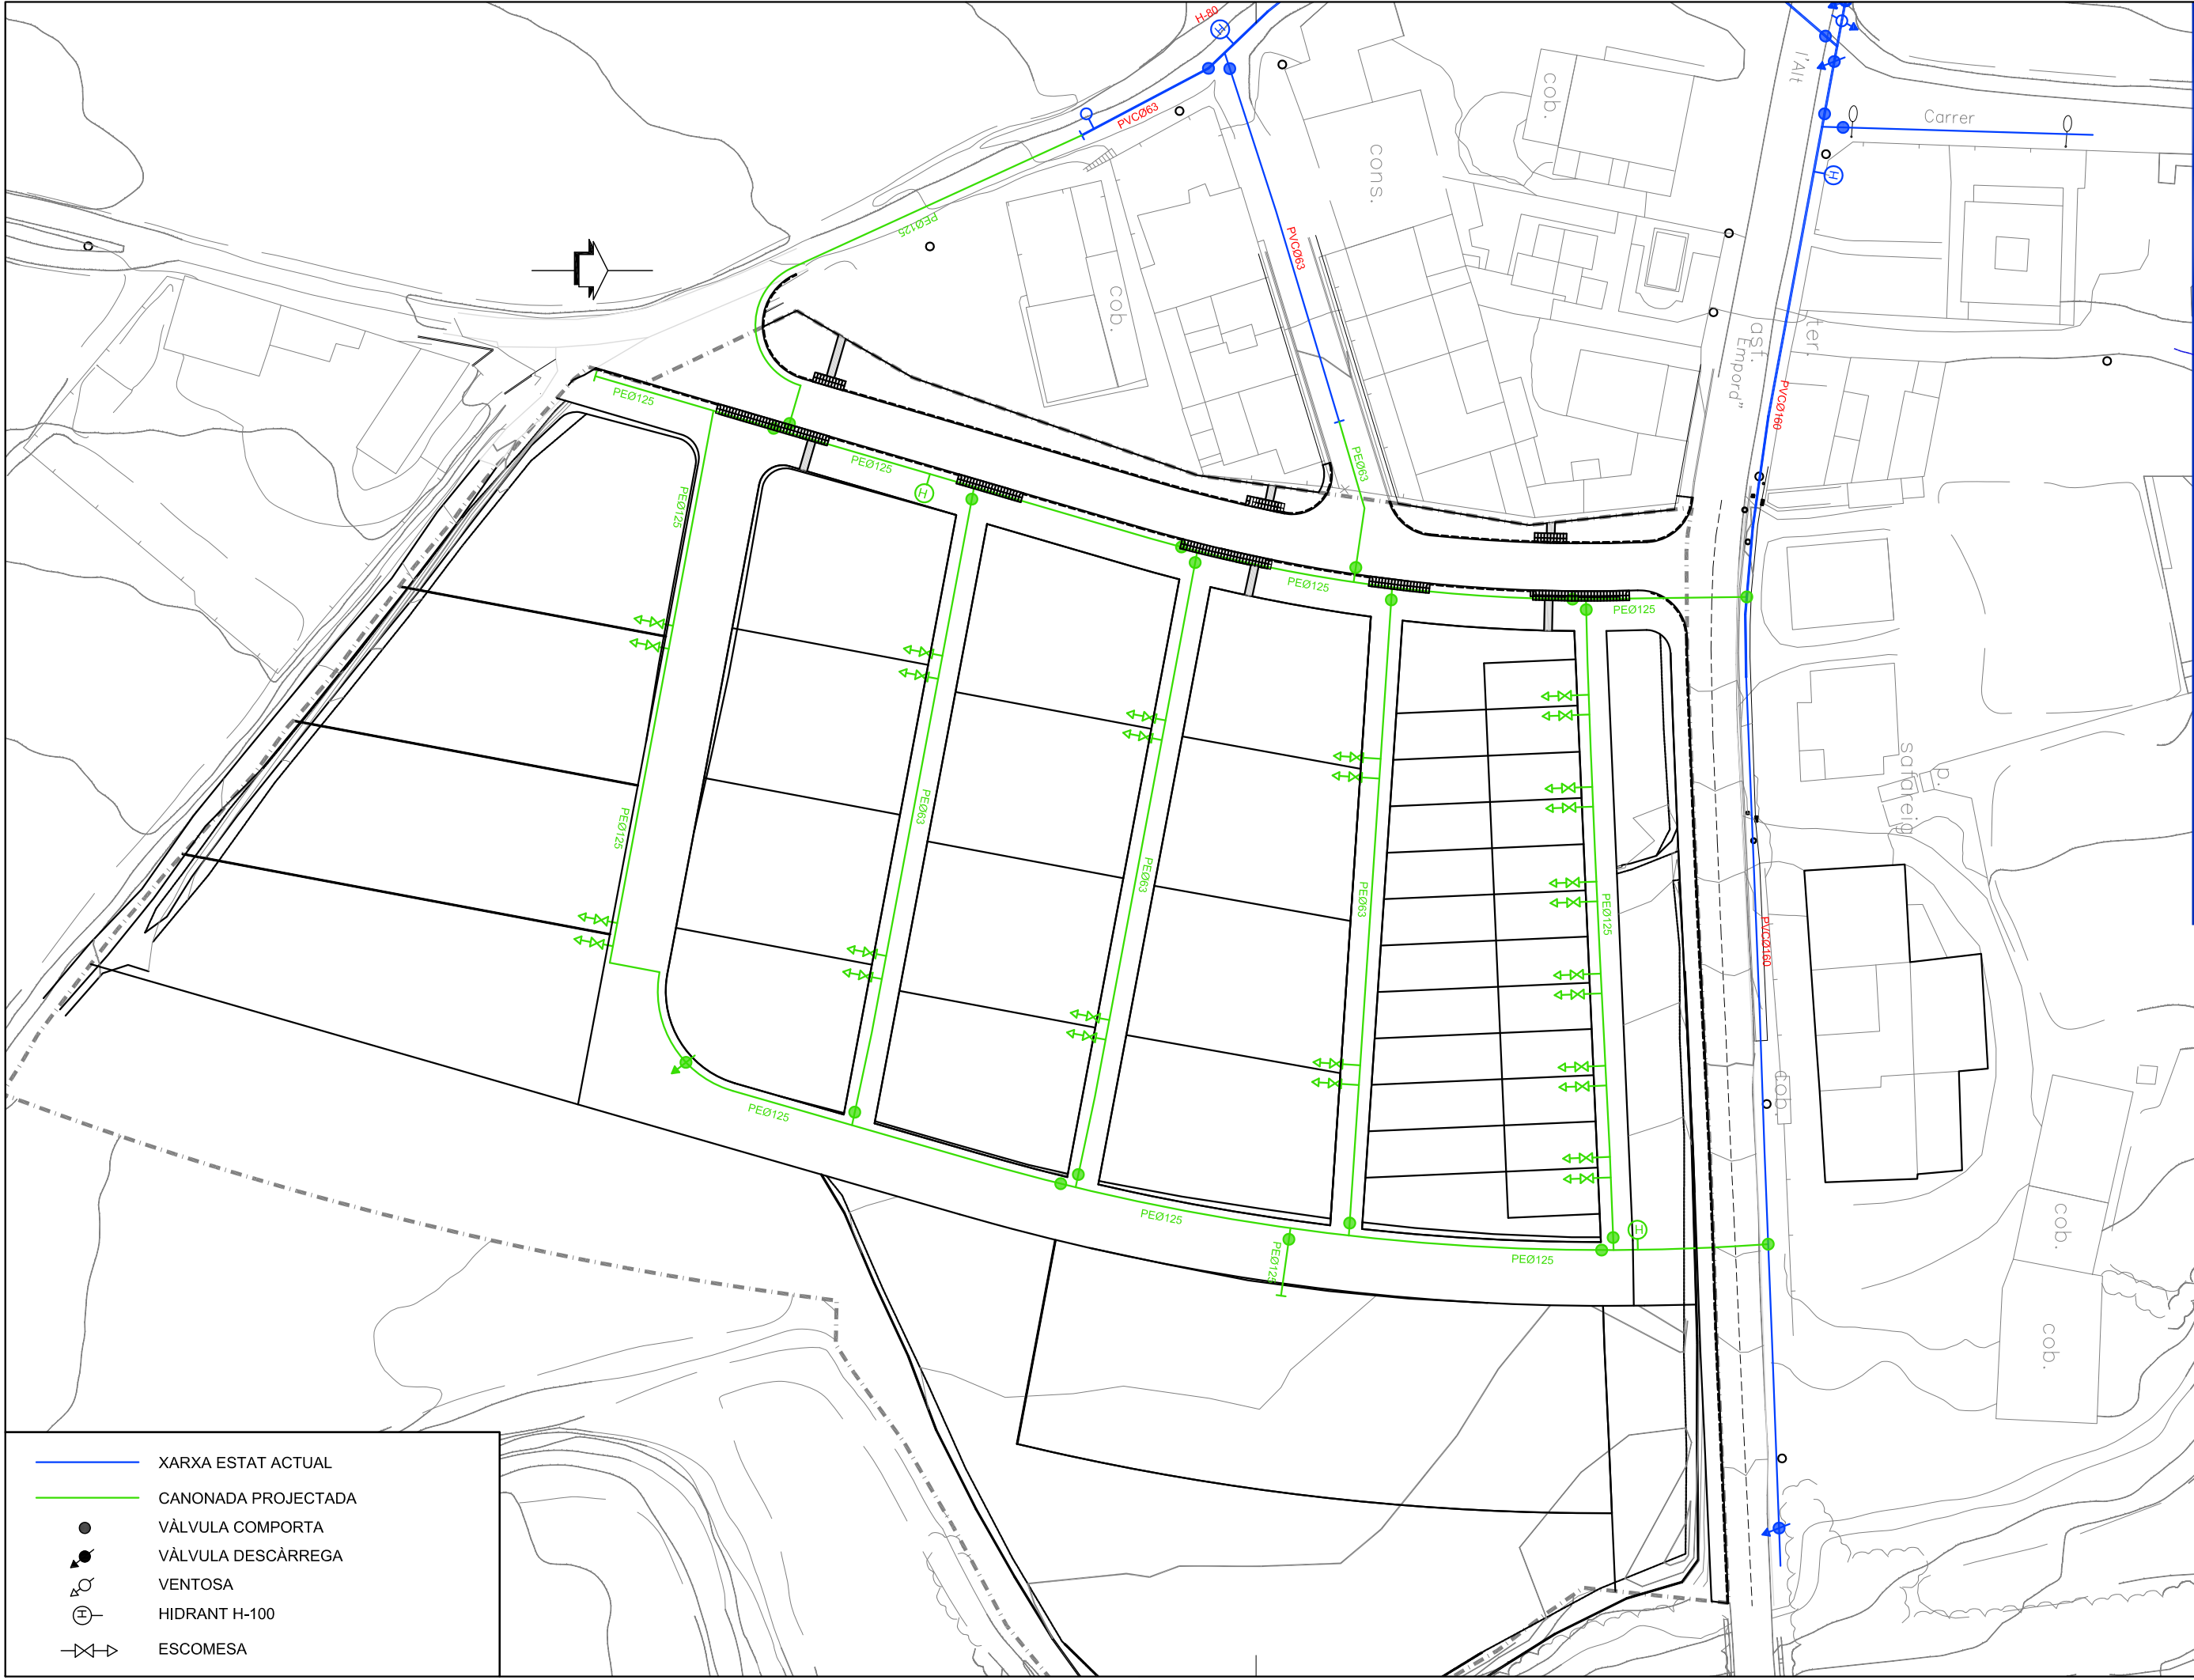 H-80
PVCØ63
l'Alt
Carrer
cob.
cons.
H
H
PEØ125
PVCØ63
cob.
ter.
asf.
Empord"
PVCØ160
PEØ125
PEØ125
PEØ63
H
PEØ125
PEØ125
PEØ125
PEØ63
PEØ125
PEØ63
PEØ63
PEØ125
PEØ125
Safareig
p.
PVCØ160
cob.
PEØ125
PEØ125
PEØ125
PEØ125
H
cob.
cob.
XARXA ESTAT ACTUAL
CANONADA PROJECTADA
VÀLVULA COMPORTA
VÀLVULA DESCÀRREGA
VENTOSA
H HIDRANT H-100
ESCOMESA